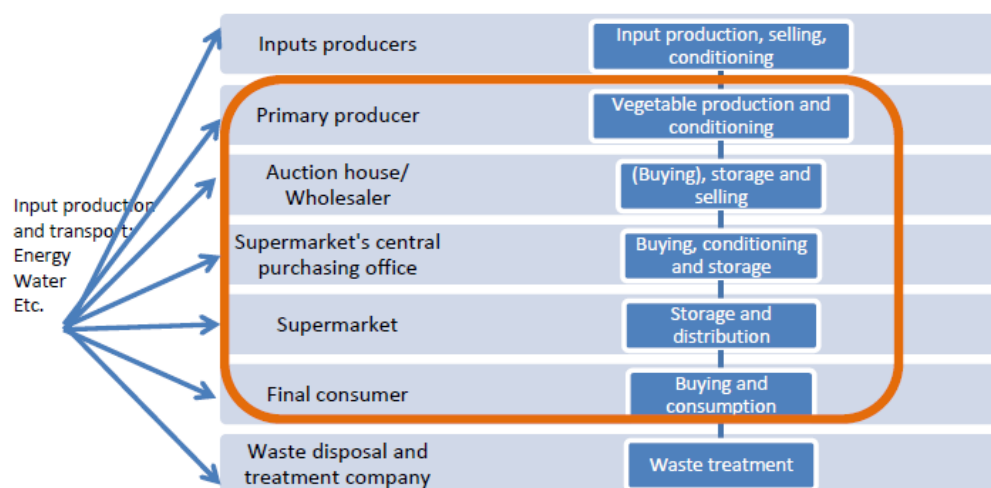 Inputs producers
Input production, selling,
conditioning
Primary producer
Vegetable production and
conditioning
Auction house/
Wholesaler
(Buying), storage and
selling
Input production
and transport:
Energy
Water
Etc.
Supermarket's central
purchasing office
Buying, conditioning
and storage
Supermarket
Storage and
distribution
Final consumer
Buying and
consumption
Waste disposal and
treatment company
Waste treatment